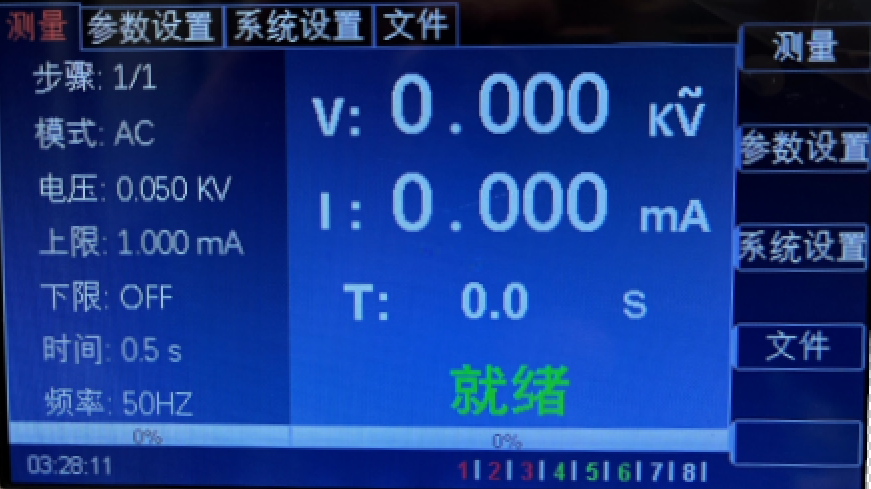 测量 参数设置 系统设置 文件
步骤: 1/1
模式: AC
电压: 0.050 KV
上限: 1.000 mA
下限: OFF
时间: 0.5 s
频率: 50HZ
0%
03:28:11
V: 0.000 KṼ
I: 0.000 mA
T: 0.0 S
就绪
0%
1|2|3|4|5|6|7|8|
测量
参数设置
系统设置
文件